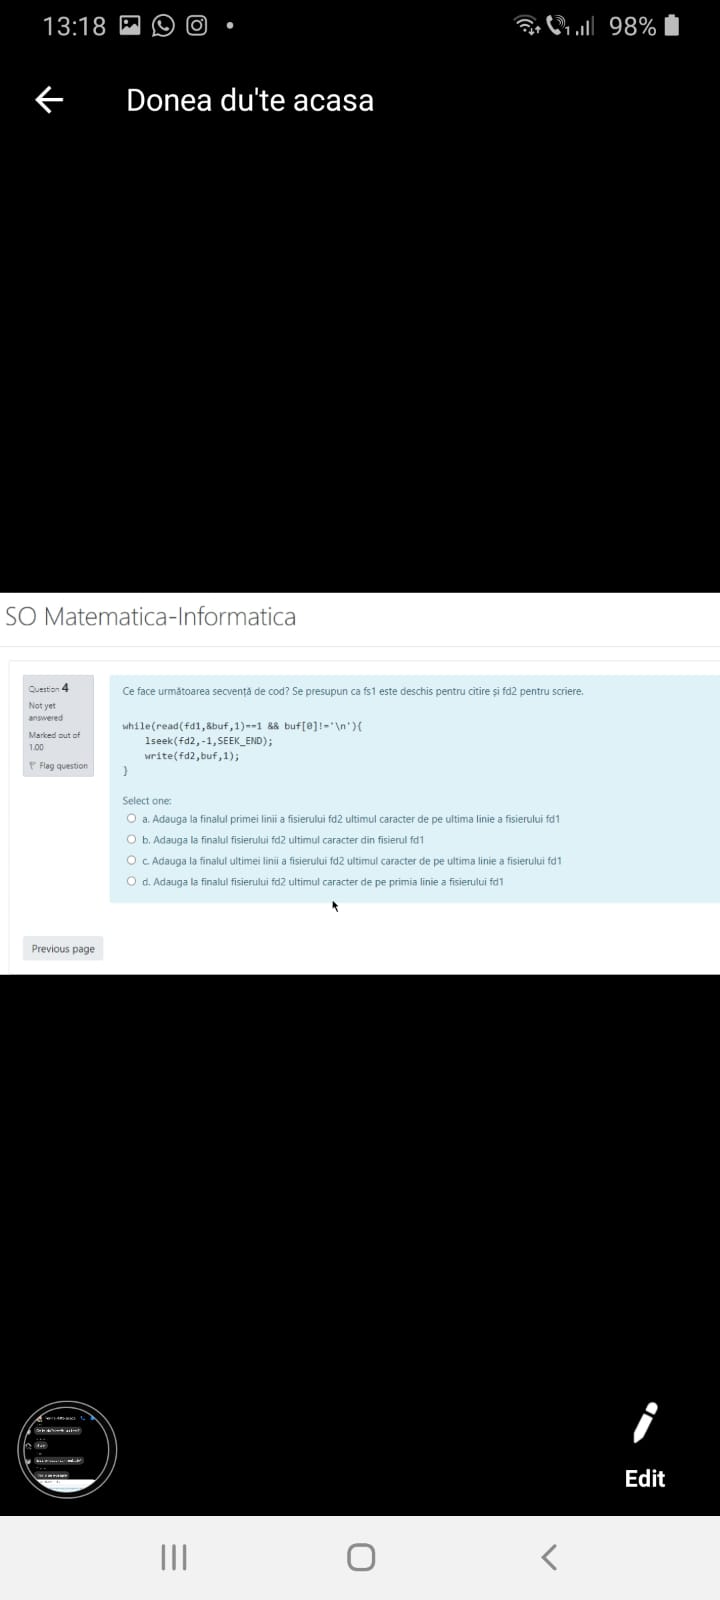 13:18 98%
Donea du'te acasa
SO Matematica-Informatica
Question 4
Not yet
answered
Marked out of
1.00
Flag question
Ce face următoarea secvență de cod? Se presupun ca fs1 este deschis pentru citire și fd2 pentru scriere.
while(read(fd1,&buf,1)==1 && buf[0]!='\n'){
lseek(fd2,-1,SEEK_END);
write(fd2,buf,1);
}
Select one:
a. Adauga la finalul primei linii a fisierului fd2 ultimul caracter de pe ultima linie a fisierului fd1
b. Adauga la finalul fisierului fd2 ultimul caracter din fisierul fd1
c. Adauga la finalul ultimei linii a fisierului fd2 ultimul caracter de pe ultima linie a fisierului fd1
d. Adauga la finalul fisierului fd2 ultimul caracter de pe primia linie a fisierului fd1
Previous page
Edit